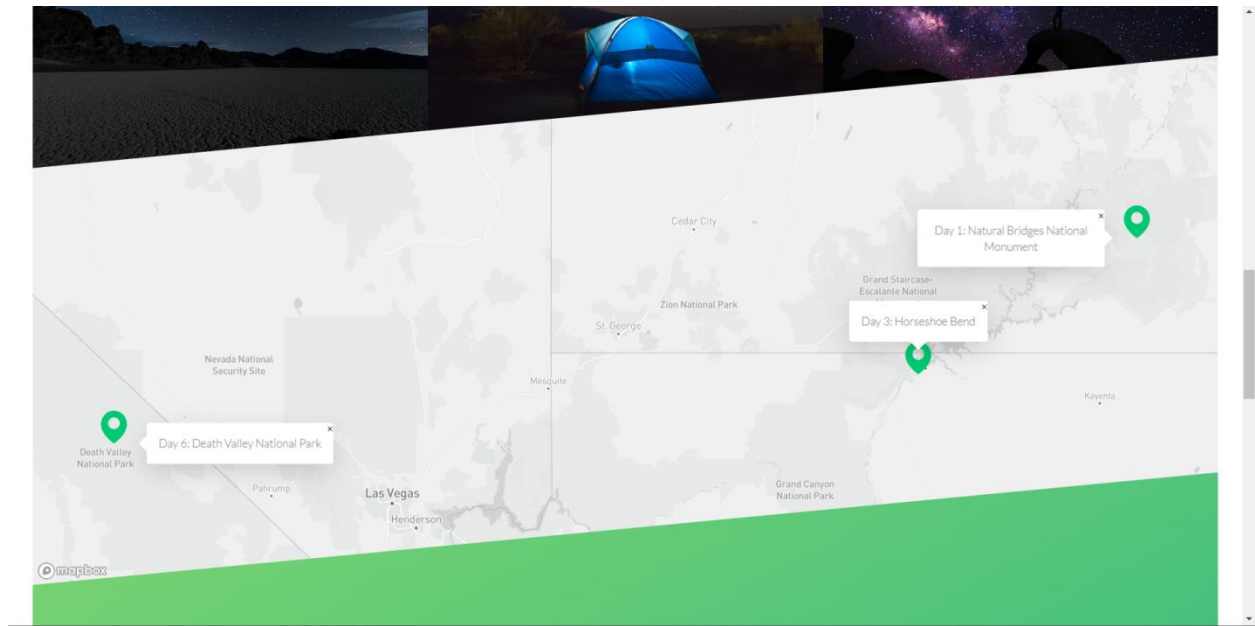 Cedar City
Day 1: Natural Bridges National
Monument
×
Grand Staircase-
Escalante National
Zion National Park
Day 3: Horseshoe Bend
×
St. George
Nevada National
Security Site
Mesquite
Kayenta
Day 6: Death Valley National Park
×
Death Valley
National Park
Pahrump
Las Vegas
Grand Canyon
National Park
Henderson
mapbox